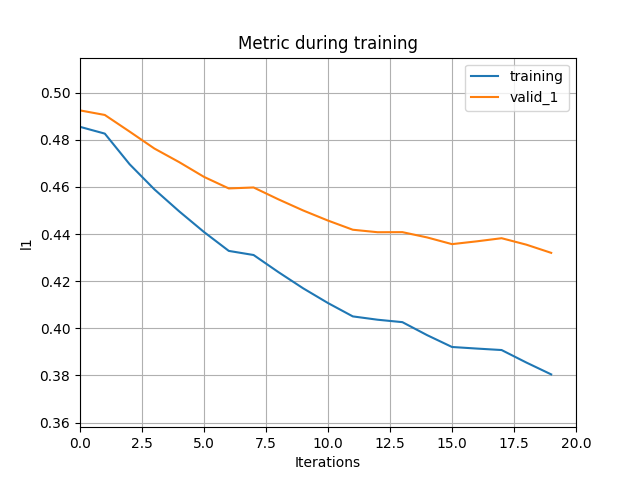 Metric during training
training
valid_1
0.50
0.48
0.46
0.44
0.42
0.40
0.38
0.36
l1
0.0 2.5 5.0 7.5 10.0 12.5 15.0 17.5 20.0
Iterations